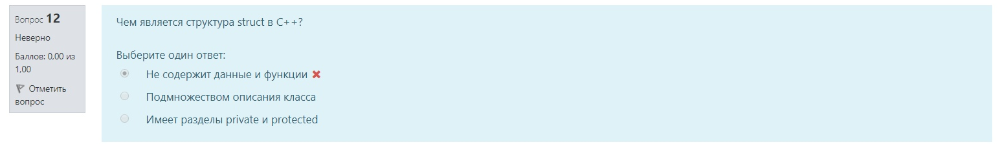 Вопрос 12
Неверно
Баллов: 0,00 из
1,00
Отметить
вопрос
Чем является структура struct в C++?
Выберите один ответ:
Не содержит данные и функции
Подмножеством описания класса
Имеет разделы private и protected